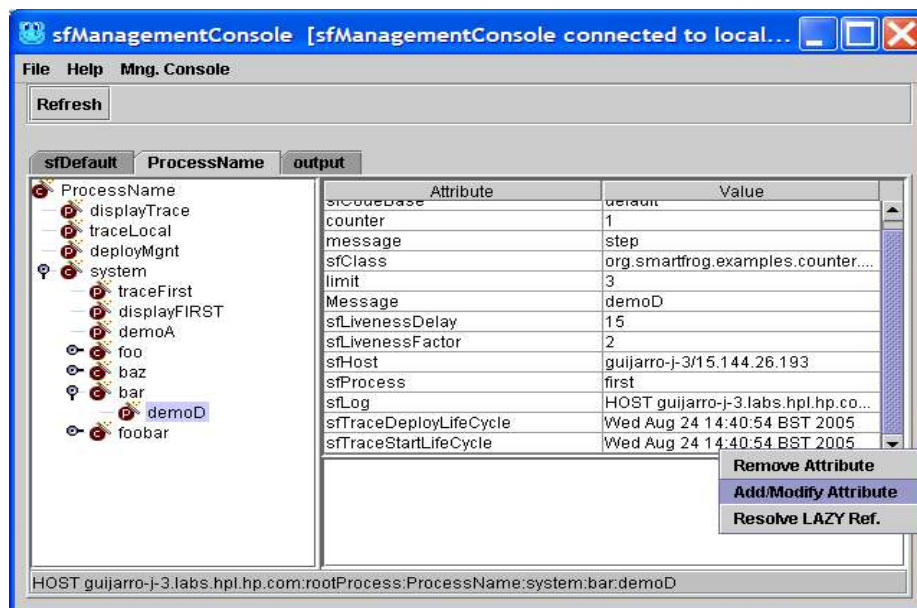 sfManagementConsole [sfManagementConsole connected to local...
File Help Mng. Console
Refresh
sfDefault ProcessName output
ProcessName
displayTrace
traceLocal
deployMgnt
system
traceFirst
displayFIRST
demoA
foo
baz
bar
demoD
foobar
Attribute Value
sfCodeBase default
counter 1
message step
sfClass org.smartfrog.examples.counter....
limit 3
Message demoD
sfLivenessDelay 15
sfLivenessFactor 2
sfHost guijarro-j-3/15.144.26.193
sfProcess first
sfLog HOST guijarro-j-3.labs.hpl.hp.co...
sfTraceDeployLifeCycle Wed Aug 24 14:40:54 BST 2005
sfTraceStartLifeCycle Wed Aug 24 14:40:54 BST 2005
Remove Attribute
Add/Modify Attribute
Resolve LAZY Ref.
HOST guijarro-j-3.labs.hpl.hp.com:rootProcess:ProcessName:system:bar:demoD